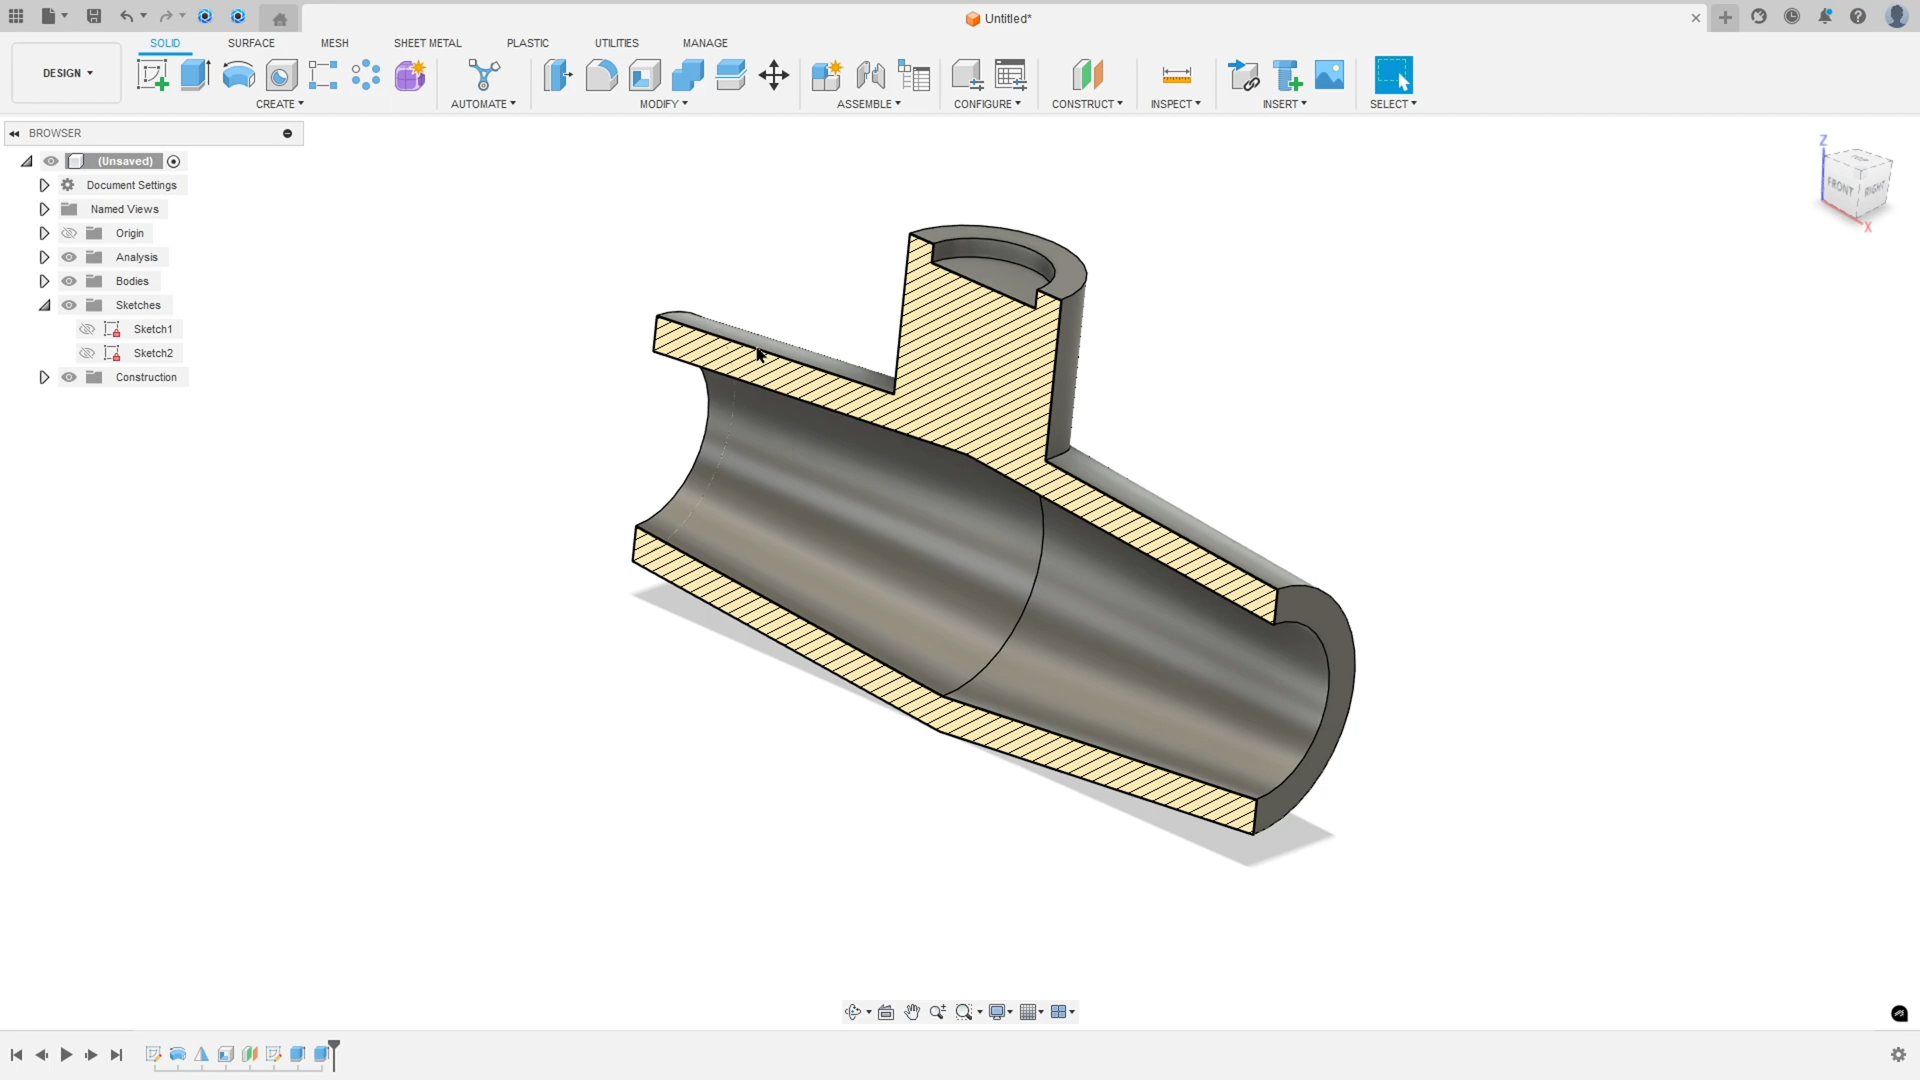 Untitled*
SOLID SURFACE MESH SHEET METAL PLASTIC UTILITIES MANAGE
DESIGN
CREATE AUTOMATE MODIFY ASSEMBLE CONFIGURE CONSTRUCT INSPECT INSERT SELECT
BROWSER
(Unsaved)
Document Settings
Named Views
Origin
Analysis
Bodies
Sketches
Sketch1
Sketch2
Construction
Z
TOP
FRONT RIGHT
X